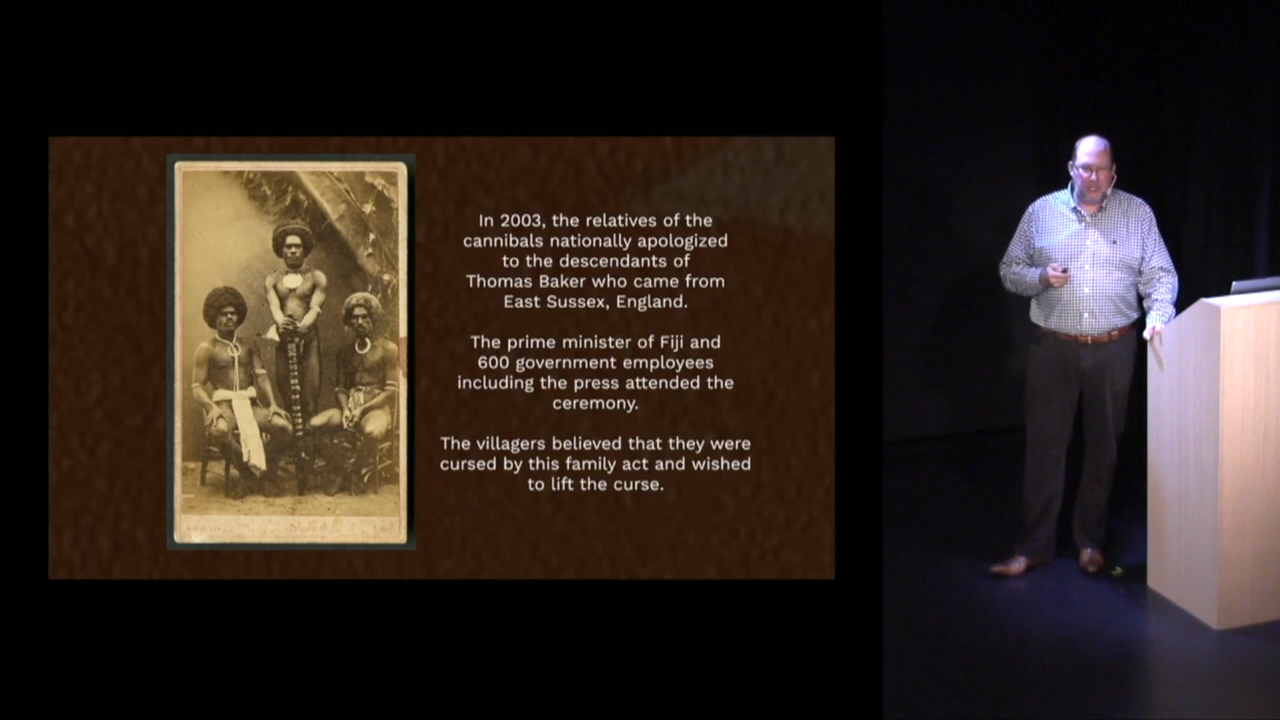 In 2003, the relatives of the
cannibals nationally apologized
to the descendants of
Thomas Baker who came from
East Sussex, England.
The prime minister of Fiji and
600 government employees
including the press attended the
ceremony.
The villagers believed that they were
cursed by this family act and wished
to lift the curse.